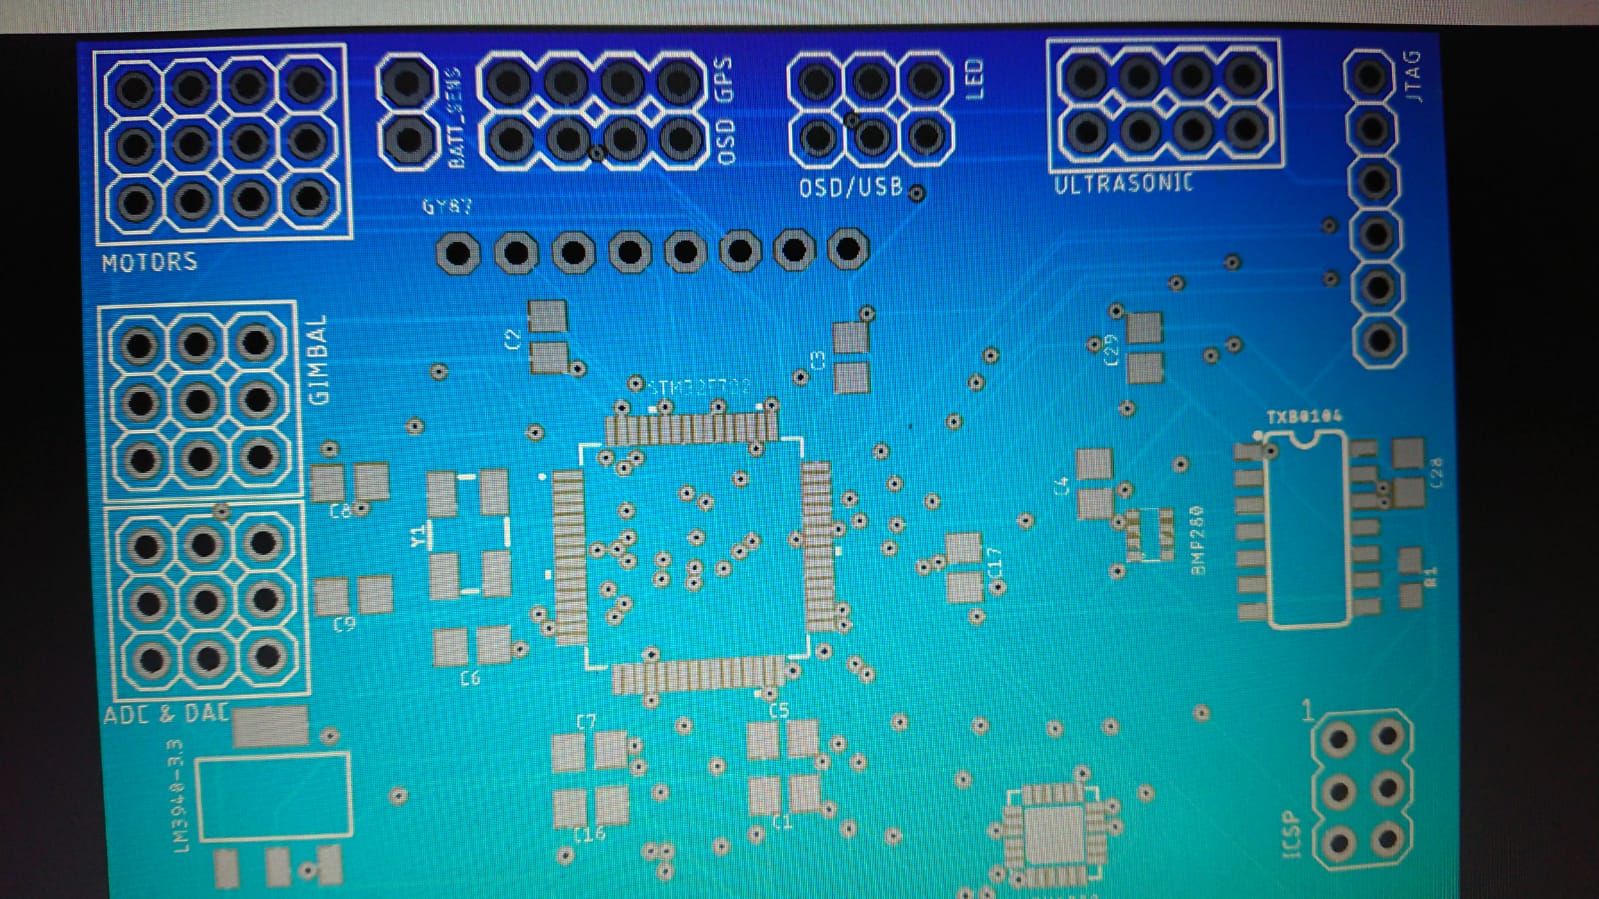 MOTORS
BATT_SENS
OSD GPS
OSD/USB
LED
ULTRASONIC
JTAG
GY87
GIMBAL
C2
C3
C29
TXB0104
C28
C4
BMP280
R1
C8
Y1
C9
C6
C17
ADC & DAC
LM3940-3.3
C7
C5
C16
C1
1
ICSP